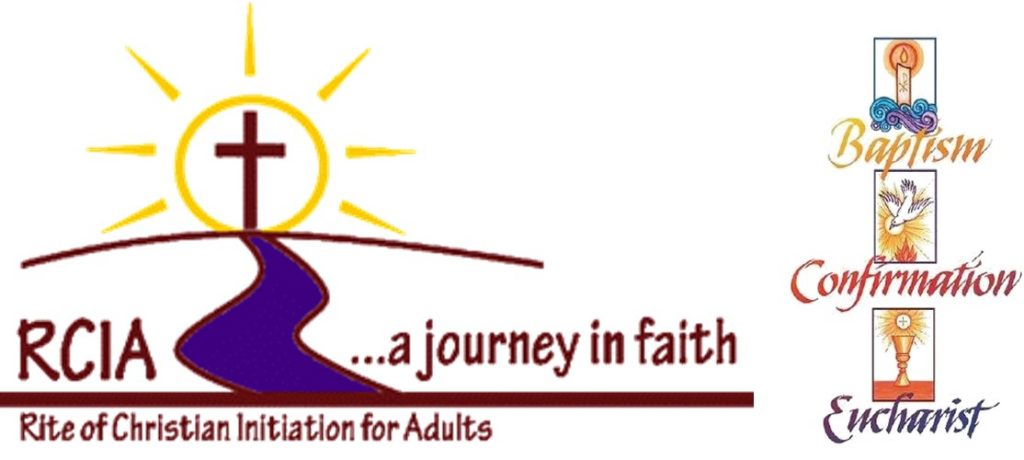 RCIA ...a journey in faith
Rite of Christian Initiation for Adults
Baptism
Confirmation
Eucharist